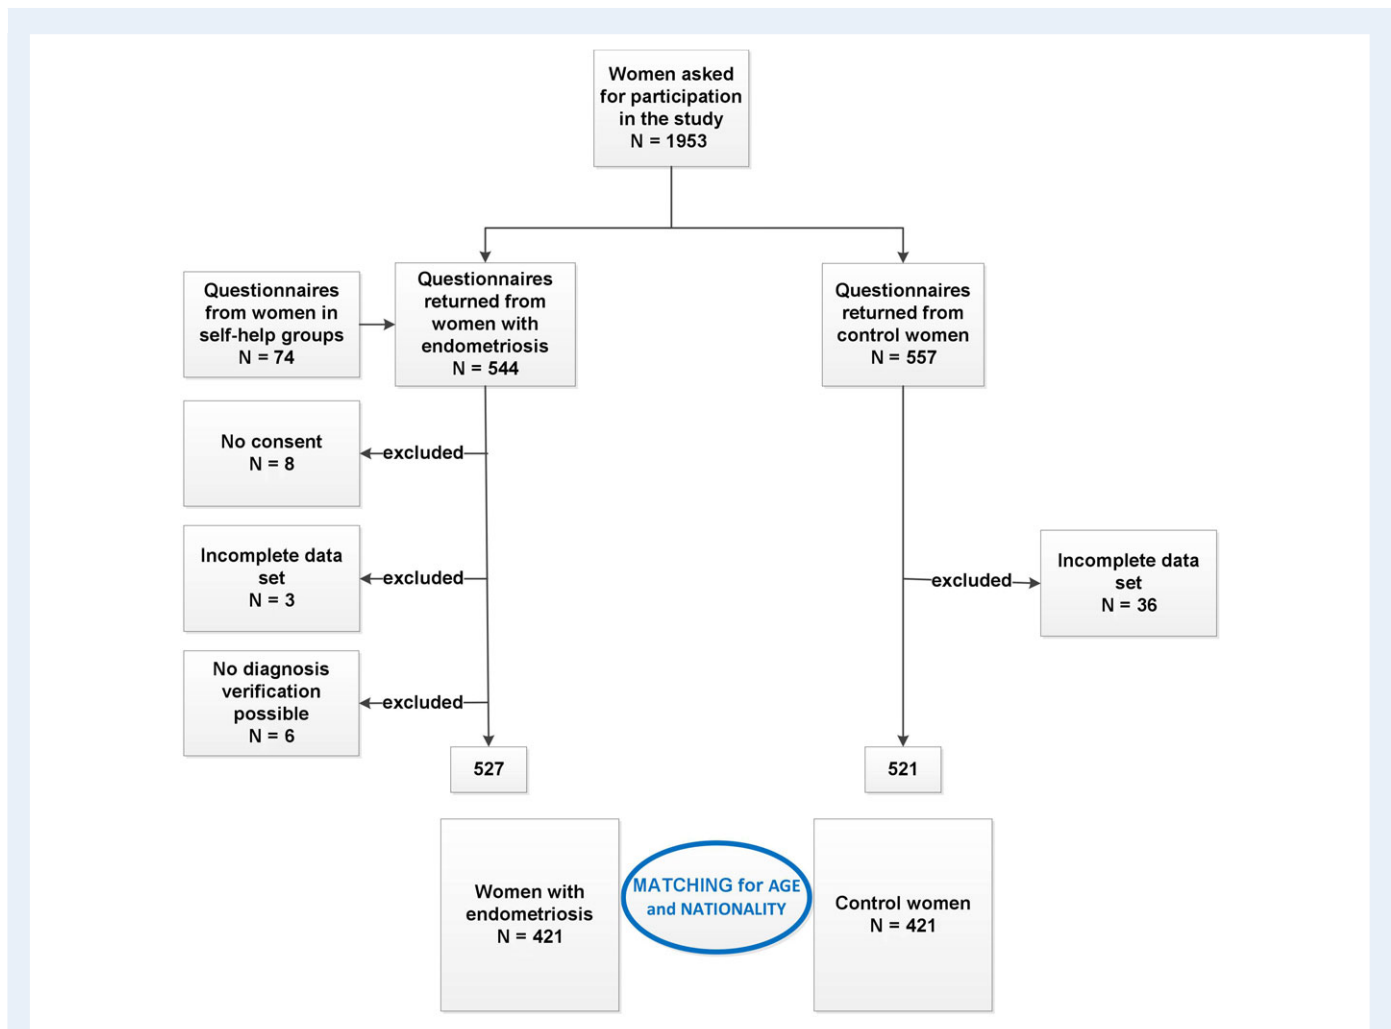 Women asked
for participation
in the study
N = 1953
Questionnaires
from women in
self-help groups
N = 74
Questionnaires
returned from
women with
endometriosis
N = 544
Questionnaires
returned from
control women
N = 557
No consent
N = 8
excluded
Incomplete data
set
N = 3
excluded
excluded
Incomplete data
set
N = 36
No diagnosis
verification
possible
N = 6
excluded
527
521
Women with
endometriosis
N = 421
MATCHING for AGE
and NATIONALITY
Control women
N = 421